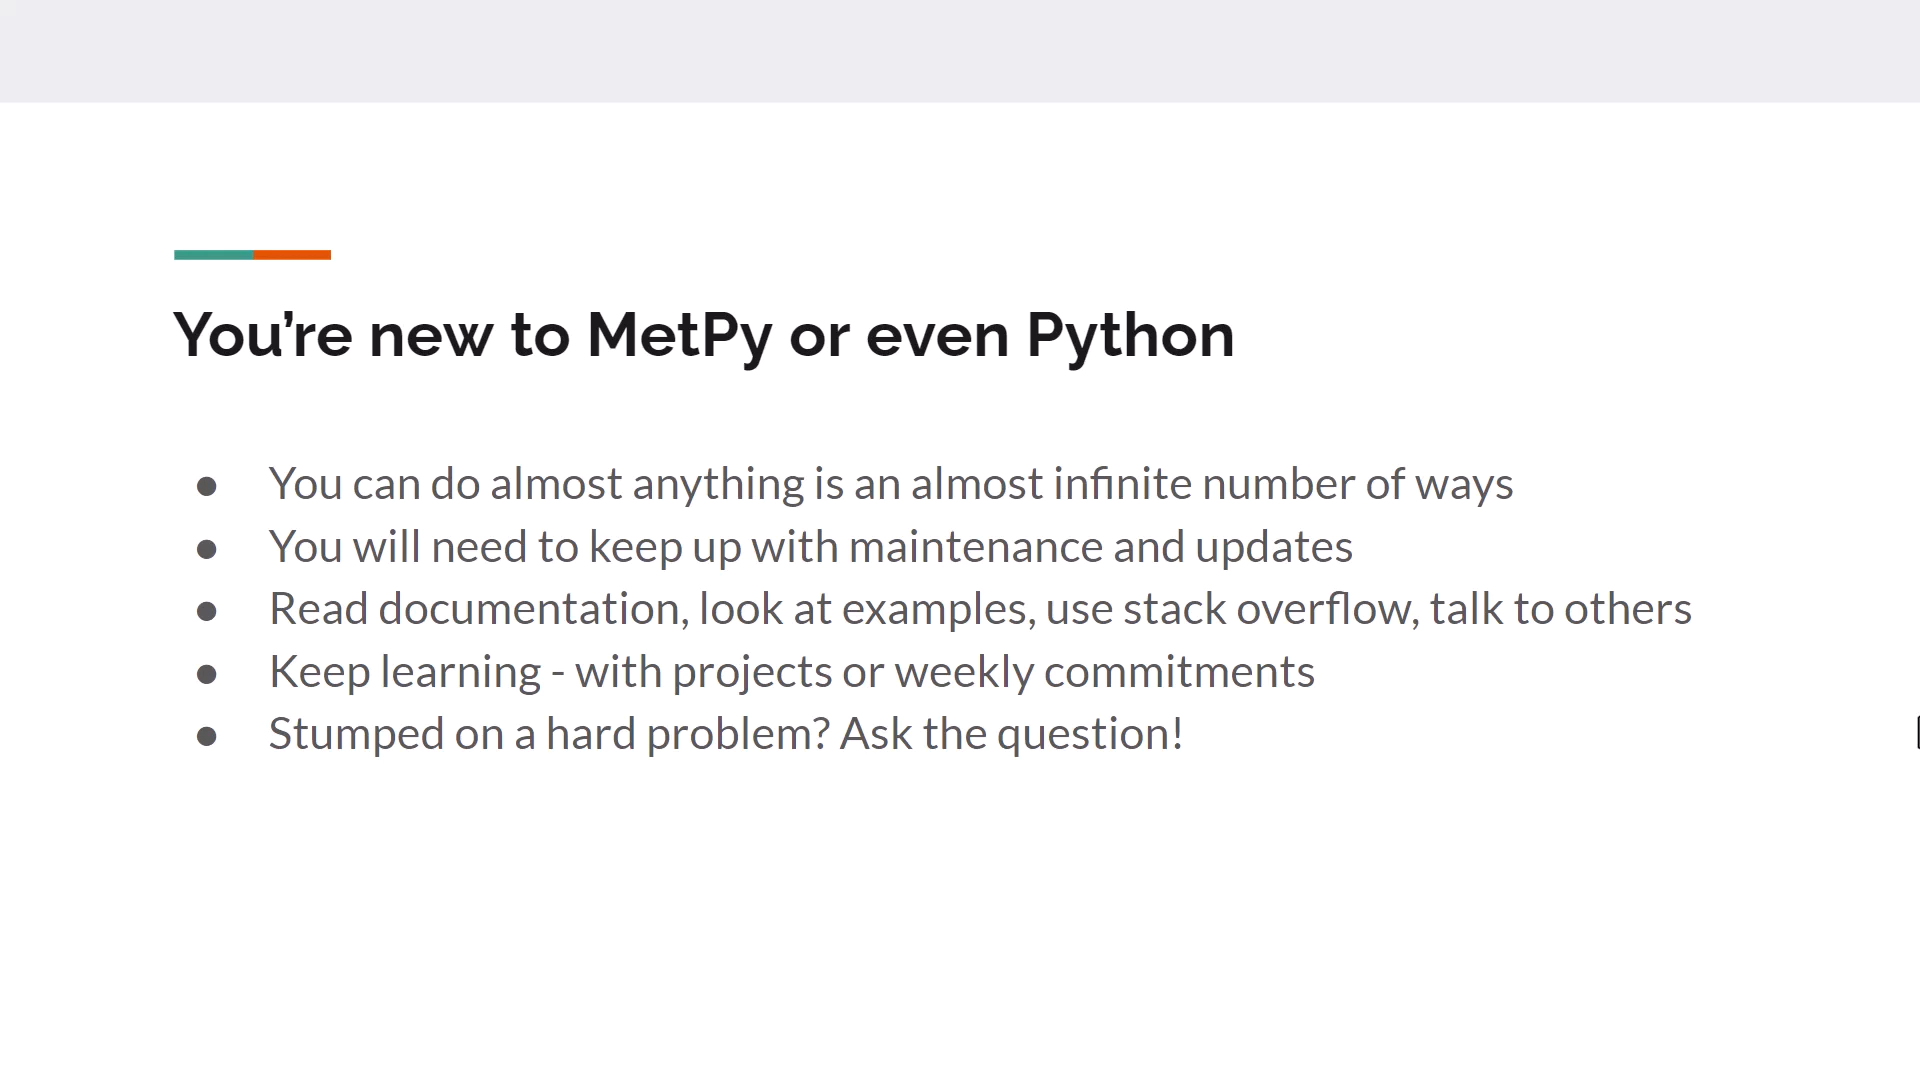 You’re new to MetPy or even Python
● You can do almost anything is an almost infinite number of ways
● You will need to keep up with maintenance and updates
● Read documentation, look at examples, use stack overflow, talk to others
● Keep learning - with projects or weekly commitments
● Stumped on a hard problem? Ask the question!